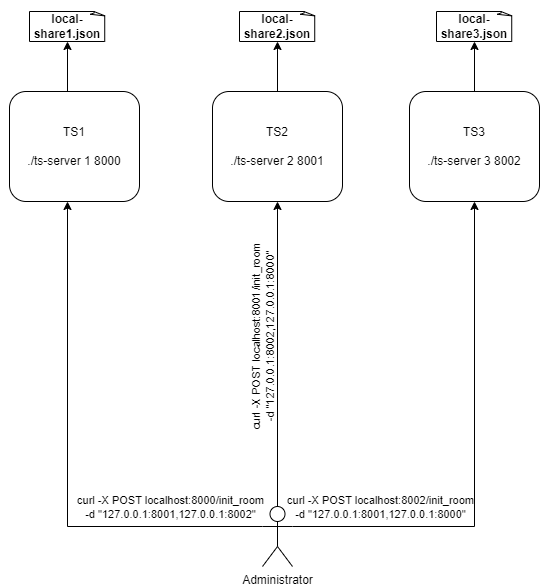 local-
share1.json
local-
share2.json
local-
share3.json
TS1
./ts-server 1 8000
TS2
./ts-server 2 8001
TS3
./ts-server 3 8002
curl -X POST localhost:8001/init_room
-d "127.0.0.1:8002,127.0.0.1:8000"
curl -X POST localhost:8000/init_room
-d "127.0.0.1:8001,127.0.0.1:8002"
curl -X POST localhost:8002/init_room
-d "127.0.0.1:8001,127.0.0.1:8000"
Administrator